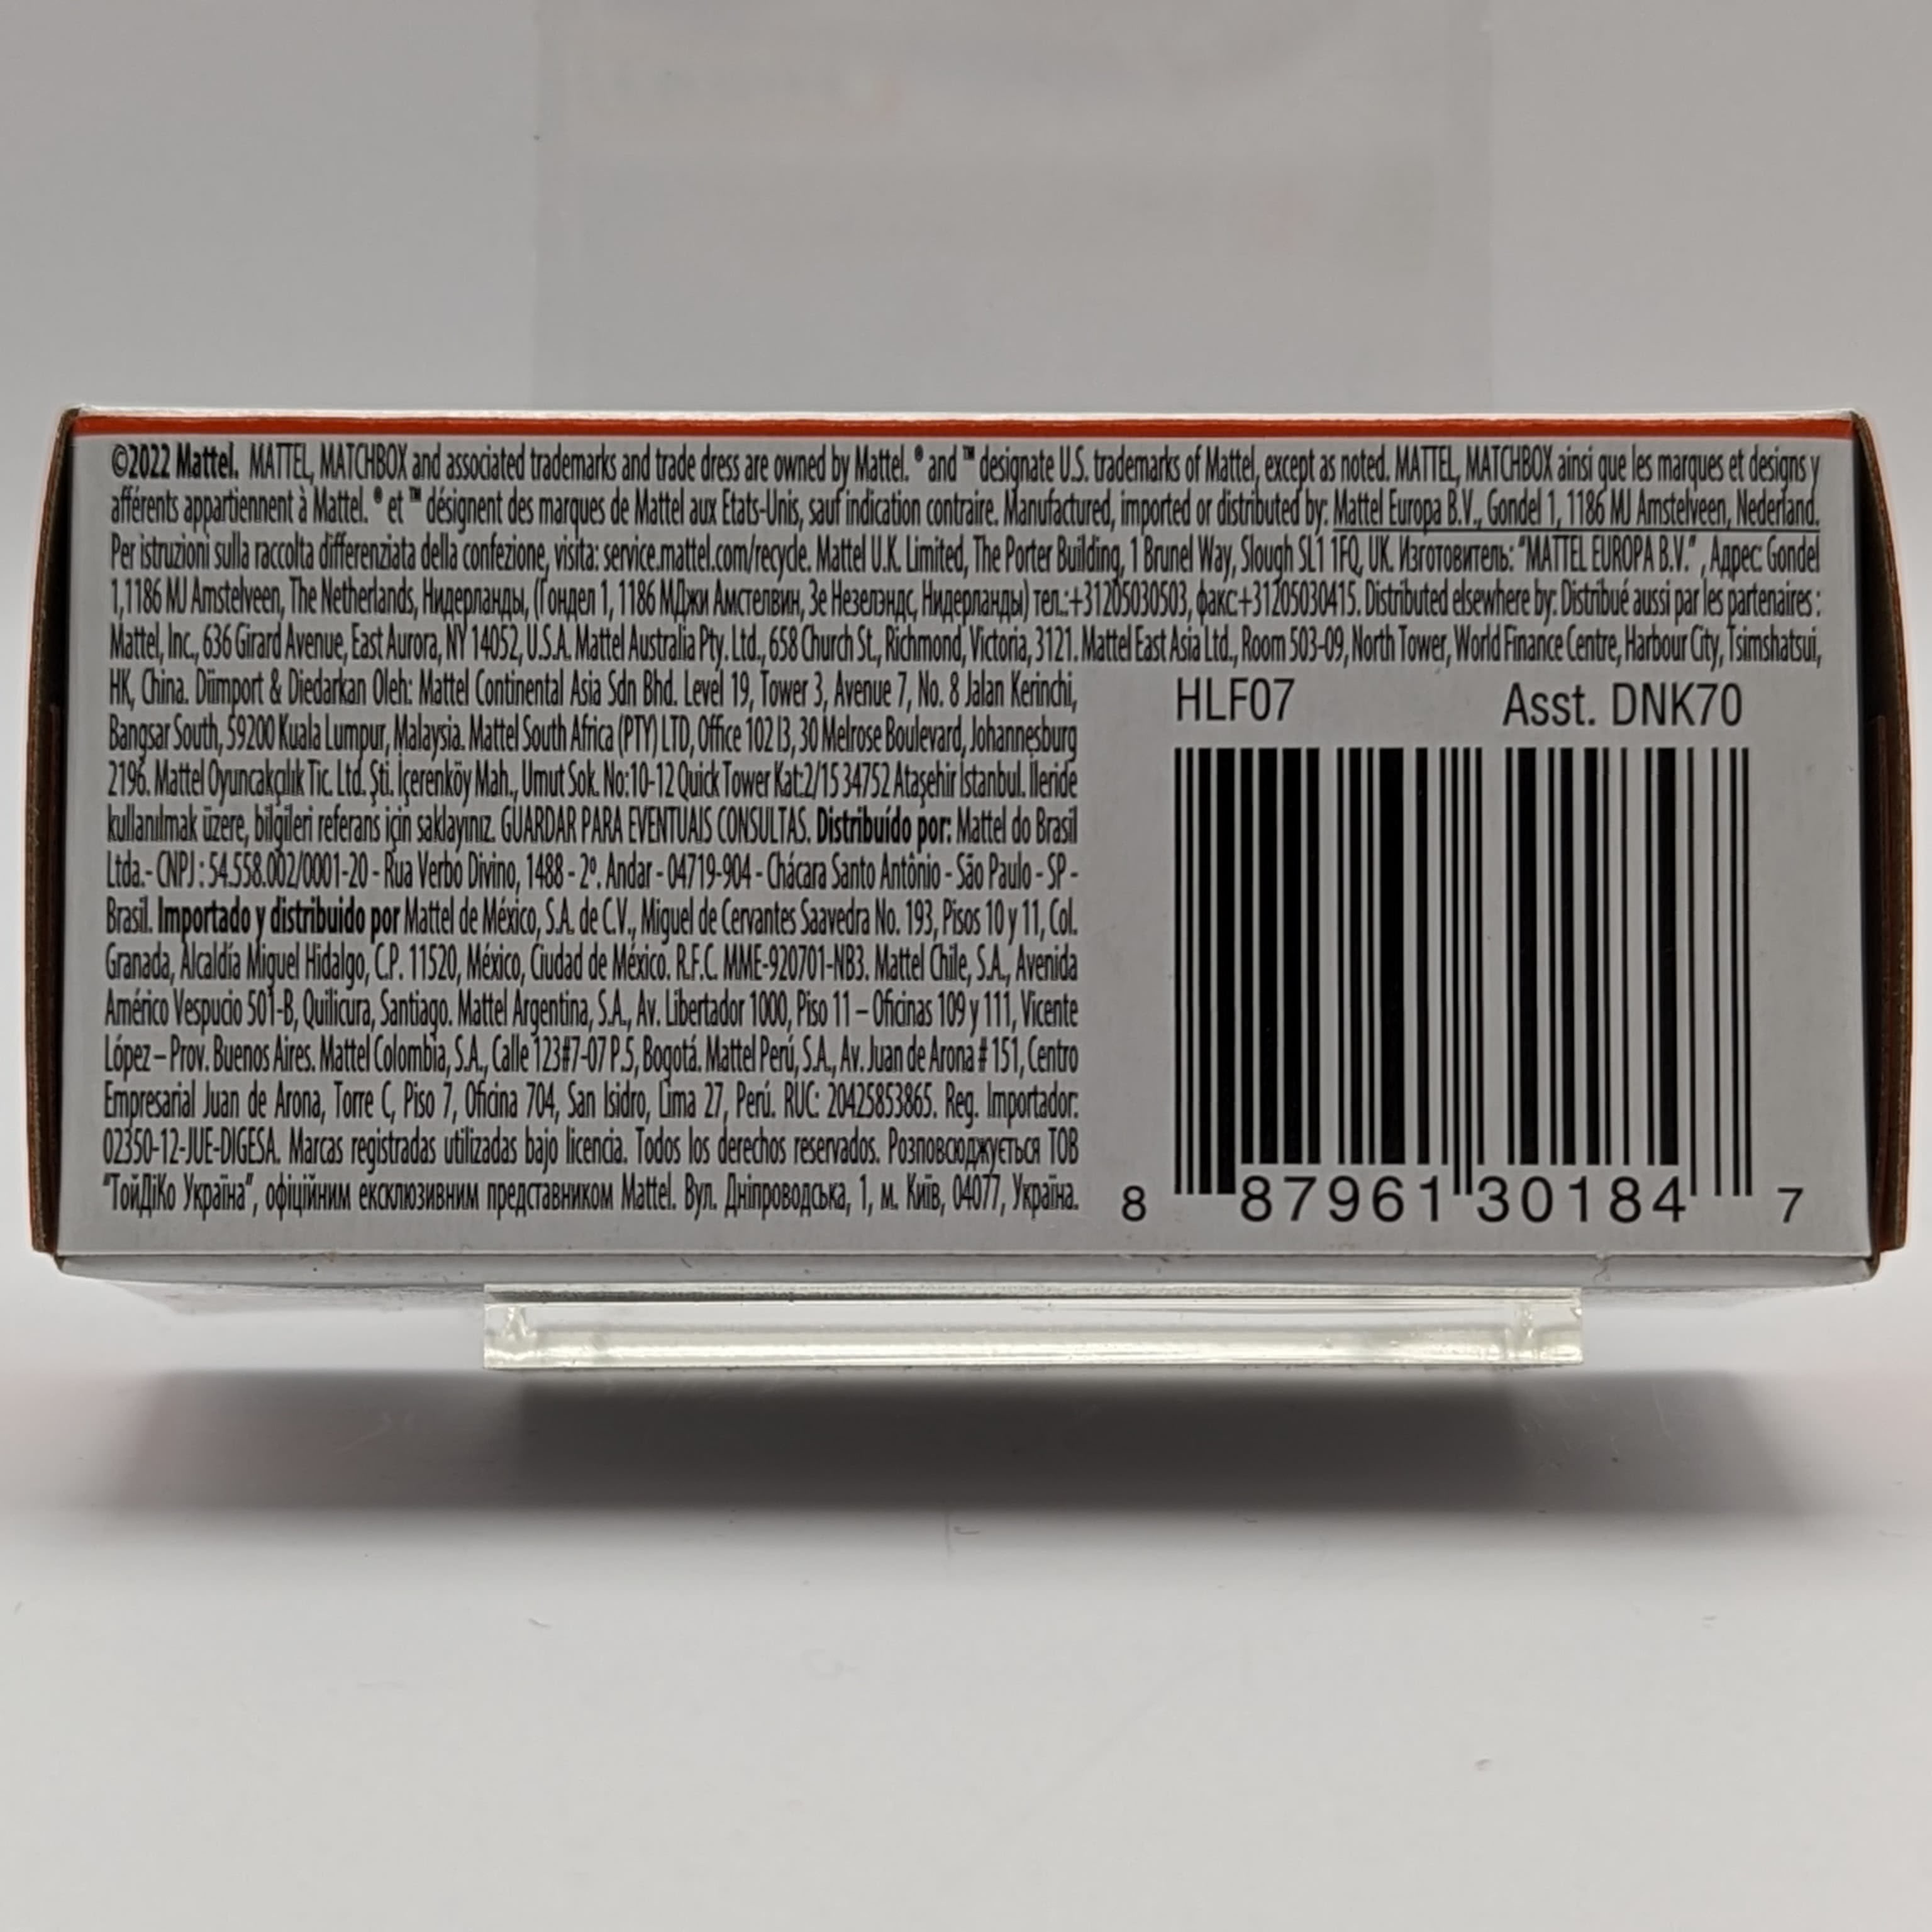 ©2022 Mattel. MATTEL, MATCHBOX and associated trademarks and trade dress are owned by Mattel. ® and ™ designate U.S. trademarks of Mattel, except as noted. MATTEL, MATCHBOX ainsi que les marques et designs y
afférents appartiennent à Mattel. ® et ™ désignent des marques de Mattel aux Etats-Unis, sauf indication contraire. Manufactured, imported or distributed by: Mattel Europa B.V., Gondel 1, 1186 MJ Amstelveen, Nederland.
Per istruzioni sulla raccolta differenziata della confezione, visita: service.mattel.com/recycle. Mattel U.K. Limited, The Porter Building, 1 Brunel Way, Slough SL1 1FQ, UK. Изготовитель: "MATTEL EUROPA B.V.", Адрес: Gondel
1,1186 MJ Amstelveen, The Netherlands, Нидерланды, (Гондел 1, 1186 МДжи Амстелвин, Зе Незелэндс, Нидерланды) тел.:+31205030503, факс:+31205030415. Distributed elsewhere by: Distribué aussi par les partenaires :
Mattel, Inc., 636 Girard Avenue, East Aurora, NY 14052, U.S.A. Mattel Australia Pty. Ltd., 658 Church St., Richmond, Victoria, 3121. Mattel East Asia Ltd., Room 503-09, North Tower, World Finance Centre, Harbour City, Tsimshatsui,
HK, China. Diimport & Diedarkan Oleh: Mattel Continental Asia Sdn Bhd. Level 19, Tower 3, Avenue 7, No. 8 Jalan Kerinchi,
Bangsar South, 59200 Kuala Lumpur, Malaysia. Mattel South Africa (PTY) LTD, Office 102 I3, 30 Melrose Boulevard, Johannesburg
2196. Mattel Oyuncakçılık Tic. Ltd. Şti. İçerenköy Mah., Umut Sok. No:10-12 Quick Tower Kat:2/15 34752 Ataşehir İstanbul. İleride
kullanılmak üzere, bilgileri referans için saklayınız. GUARDAR PARA EVENTUAIS CONSULTAS. Distribuído por: Mattel do Brasil
Ltda.- CNPJ : 54.558.002/0001-20 - Rua Verbo Divino, 1488 - 2º. Andar - 04719-904 - Chácara Santo Antônio - São Paulo - SP -
Brasil. Importado y distribuido por Mattel de México, S.A. de C.V., Miguel de Cervantes Saavedra No. 193, Pisos 10 y 11, Col.
Granada, Alcaldía Miguel Hidalgo, C.P. 11520, México, Ciudad de México. R.F.C. MME-920701-NB3. Mattel Chile, S.A., Avenida
Américo Vespucio 501-B, Quilicura, Santiago. Mattel Argentina, S.A., Av. Libertador 1000, Piso 11 – Oficinas 109 y 111, Vicente
López – Prov. Buenos Aires. Mattel Colombia, S.A., Calle 123#7-07 P.5, Bogotá. Mattel Perú, S.A., Av. Juan de Arona # 151, Centro
Empresarial Juan de Arona, Torre C, Piso 7, Oficina 704, San Isidro, Lima 27, Perú. RUC: 20425853865. Reg. Importador:
02350-12-JUE-DIGESA. Marcas registradas utilizadas bajo licencia. Todos los derechos reservados. Розповсюджується ТОВ
"ТойДіКо Україна", офіційним ексклюзивним представником Mattel. Вул. Дніпроводська, 1, м. Київ, 04077, Україна.
HLF07 Asst. DNK70
8 87961 30184 7